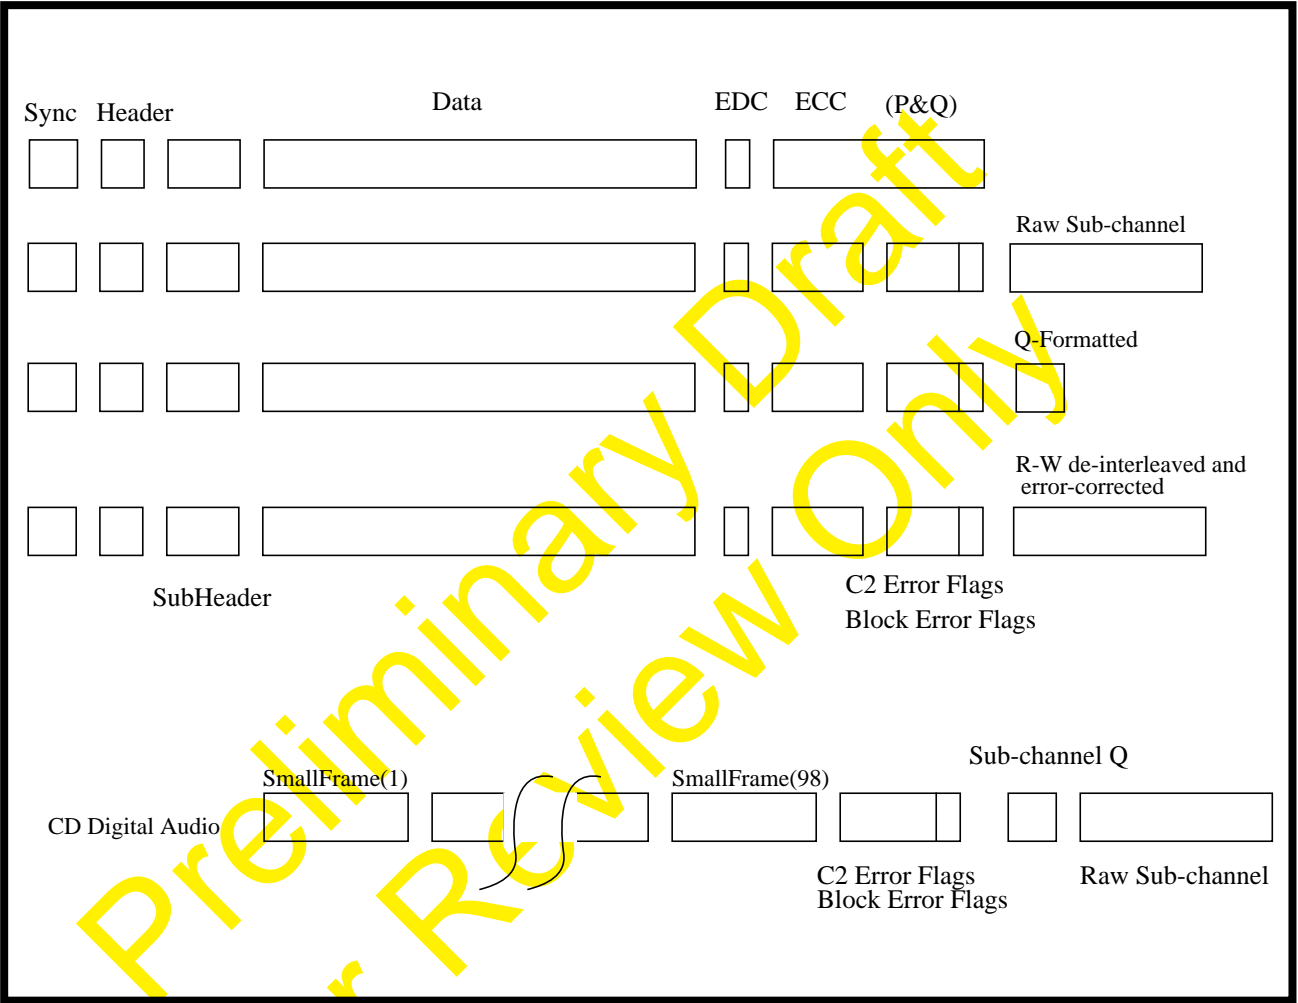 Sync Header Data EDC ECC (P&Q)
Raw Sub-channel
Q-Formatted
R-W de-interleaved and
error-corrected
SubHeader
C2 Error Flags
Block Error Flags
Sub-channel Q
SmallFrame(1) SmallFrame(98)
CD Digital Audio
C2 Error Flags
Block Error Flags
Raw Sub-channel
Preliminary Draft
r Review Only